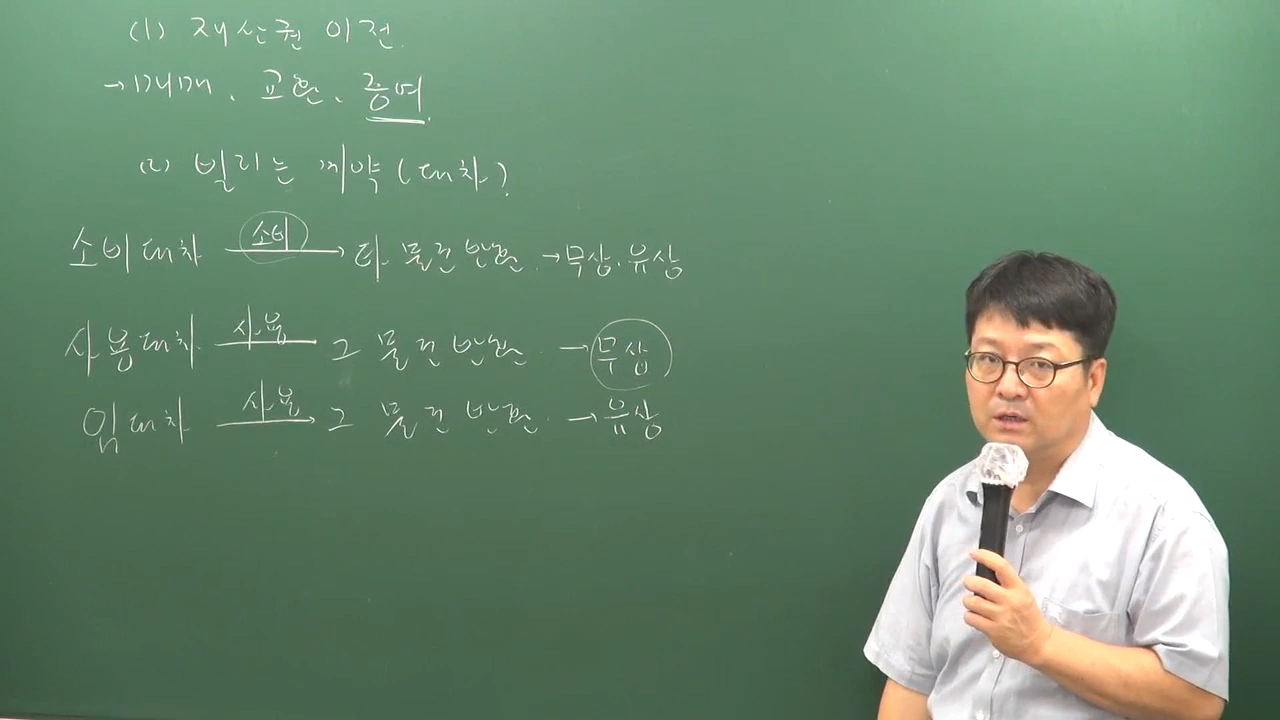 (1) 재산권 이전.
→ 매매, 교환, 증여.
(2) 빌리는 계약(대차).
소비대차 소비 → 타 물건 반환. → 무상. 유상
사용대차 사용 그 물건 반환. → 무상
임대차 사용 → 그 물건 반환. → 유상